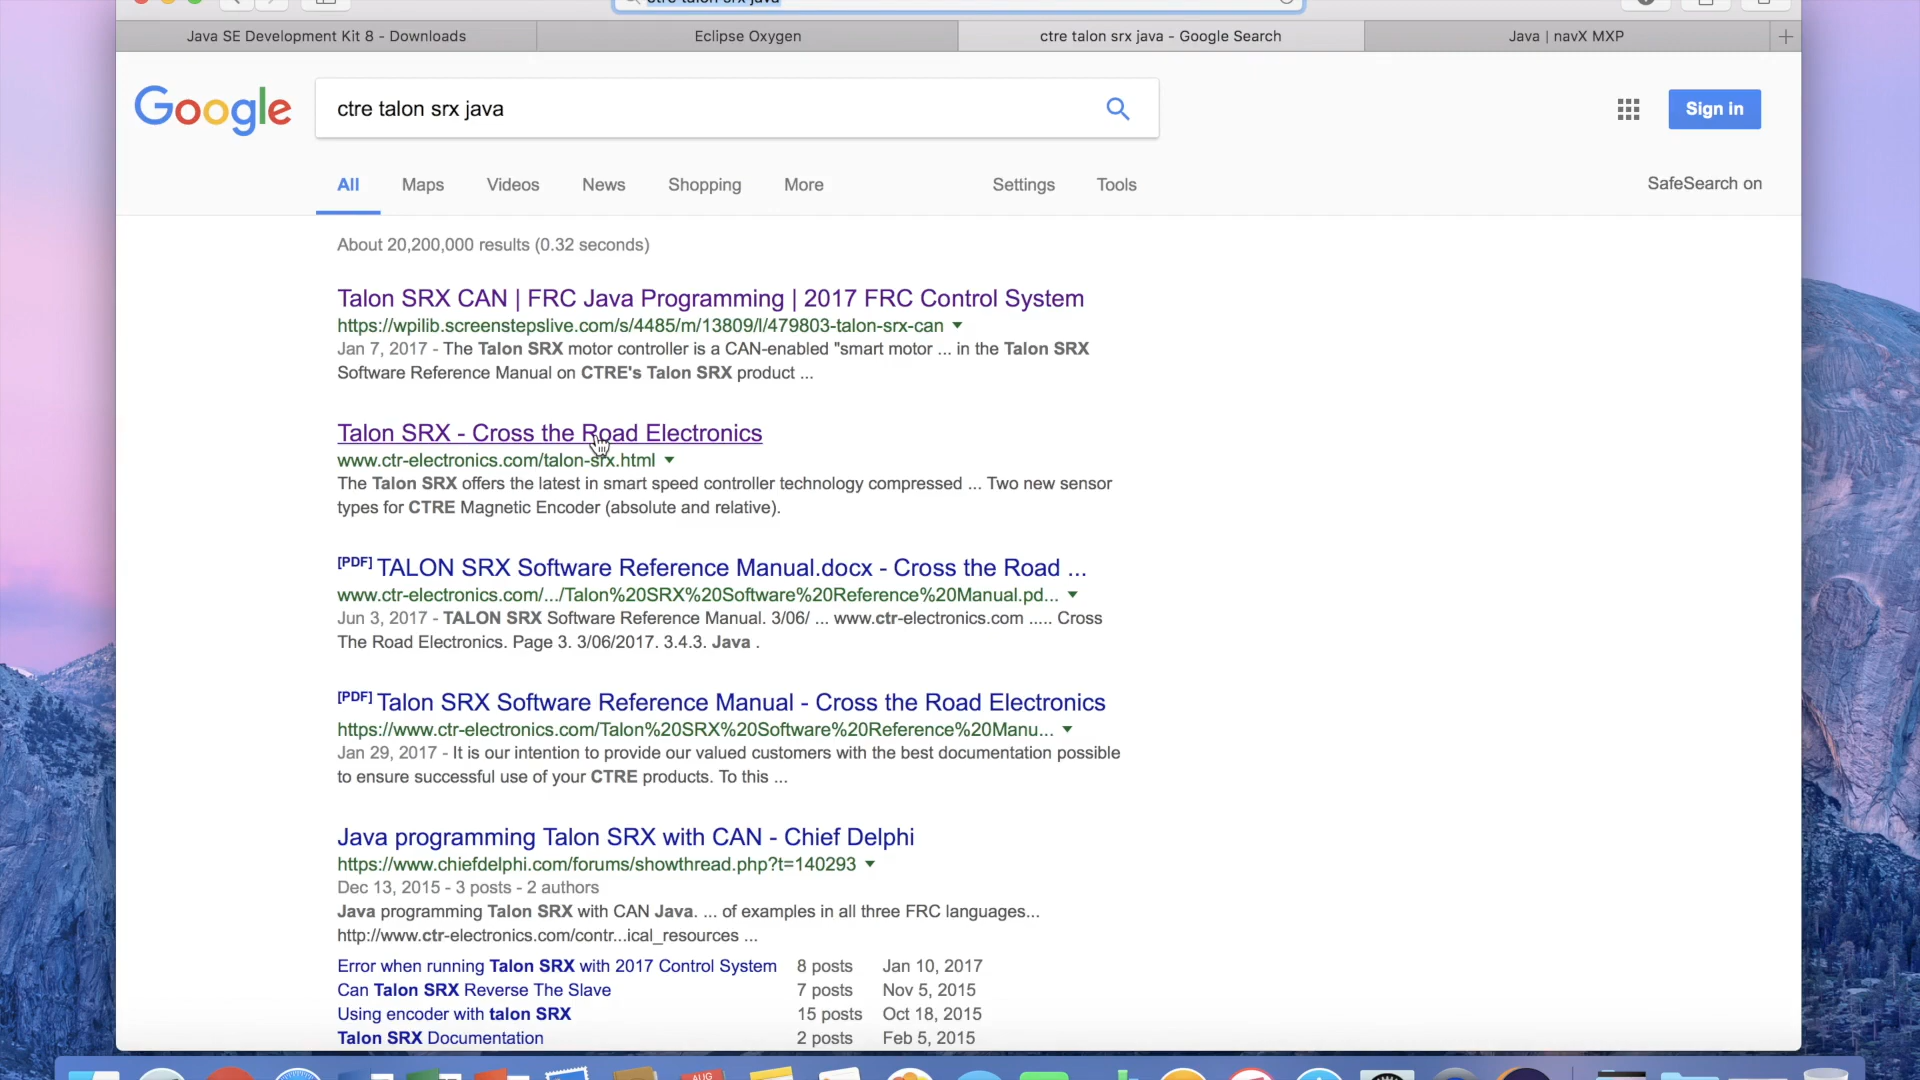 ctre talon srx java
Java SE Development Kit 8 - Downloads
Eclipse Oxygen
ctre talon srx java - Google Search
Java | navX MXP
Google
ctre talon srx java
Sign in
All
Maps
Videos
News
Shopping
More
Settings
Tools
SafeSearch on
About 20,200,000 results (0.32 seconds)
Talon SRX CAN | FRC Java Programming | 2017 FRC Control System
https://wpilib.screenstepslive.com/s/4485/m/13809/l/479803-talon-srx-can
Jan 7, 2017 - The Talon SRX motor controller is a CAN-enabled "smart motor ... in the Talon SRX
Software Reference Manual on CTRE's Talon SRX product ...
Talon SRX - Cross the Road Electronics
www.ctr-electronics.com/talon-srx.html
The Talon SRX offers the latest in smart speed controller technology compressed ... Two new sensor
types for CTRE Magnetic Encoder (absolute and relative).
[PDF] TALON SRX Software Reference Manual.docx - Cross the Road ...
www.ctr-electronics.com/.../Talon%20SRX%20Software%20Reference%20Manual.pd...
Jun 3, 2017 - TALON SRX Software Reference Manual. 3/06/ ... www.ctr-electronics.com ..... Cross
The Road Electronics. Page 3. 3/06/2017. 3.4.3. Java .
[PDF] Talon SRX Software Reference Manual - Cross the Road Electronics
https://www.ctr-electronics.com/Talon%20SRX%20Software%20Reference%20Manu...
Jan 29, 2017 - It is our intention to provide our valued customers with the best documentation possible
to ensure successful use of your CTRE products. To this ...
Java programming Talon SRX with CAN - Chief Delphi
https://www.chiefdelphi.com/forums/showthread.php?t=140293
Dec 13, 2015 - 3 posts - 2 authors
Java programming Talon SRX with CAN Java. ... of examples in all three FRC languages...
http://www.ctr-electronics.com/contr...ical_resources ...
Error when running Talon SRX with 2017 Control System 8 posts Jan 10, 2017
Can Talon SRX Reverse The Slave 7 posts Nov 5, 2015
Using encoder with talon SRX 15 posts Oct 18, 2015
Talon SRX Documentation 2 posts Feb 5, 2015
AUG